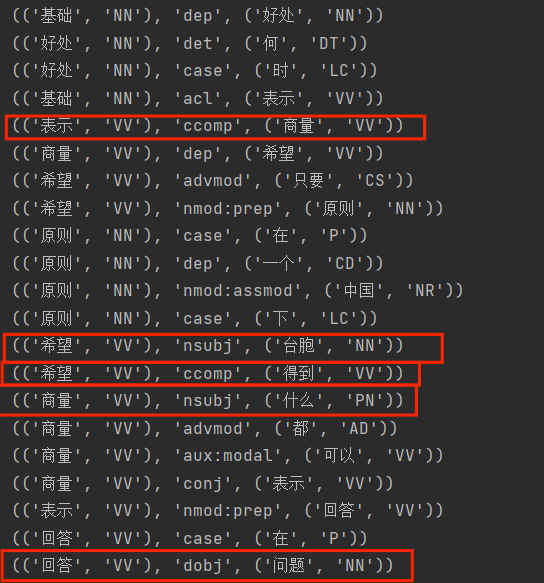 (('基础', 'NN'), 'dep', ('好处', 'NN'))
(('好处', 'NN'), 'det', ('何', 'DT'))
(('好处', 'NN'), 'case', ('时', 'LC'))
(('基础', 'NN'), 'acl', ('表示', 'VV'))
(('表示', 'VV'), 'ccomp', ('商量', 'VV'))
(('商量', 'VV'), 'dep', ('希望', 'VV'))
(('希望', 'VV'), 'advmod', ('只要', 'CS'))
(('希望', 'VV'), 'nmod:prep', ('原则', 'NN'))
(('原则', 'NN'), 'case', ('在', 'P'))
(('原则', 'NN'), 'dep', ('一个', 'CD'))
(('原则', 'NN'), 'nmod:assmod', ('中国', 'NR'))
(('原则', 'NN'), 'case', ('下', 'LC'))
(('希望', 'VV'), 'nsubj', ('台胞', 'NN'))
(('希望', 'VV'), 'ccomp', ('得到', 'VV'))
(('商量', 'VV'), 'nsubj', ('什么', 'PN'))
(('商量', 'VV'), 'advmod', ('都', 'AD'))
(('商量', 'VV'), 'aux:modal', ('可以', 'VV'))
(('商量', 'VV'), 'conj', ('表示', 'VV'))
(('表示', 'VV'), 'nmod:prep', ('回答', 'VV'))
(('回答', 'VV'), 'case', ('在', 'P'))
(('回答', 'VV'), 'dobj', ('问题', 'NN'))